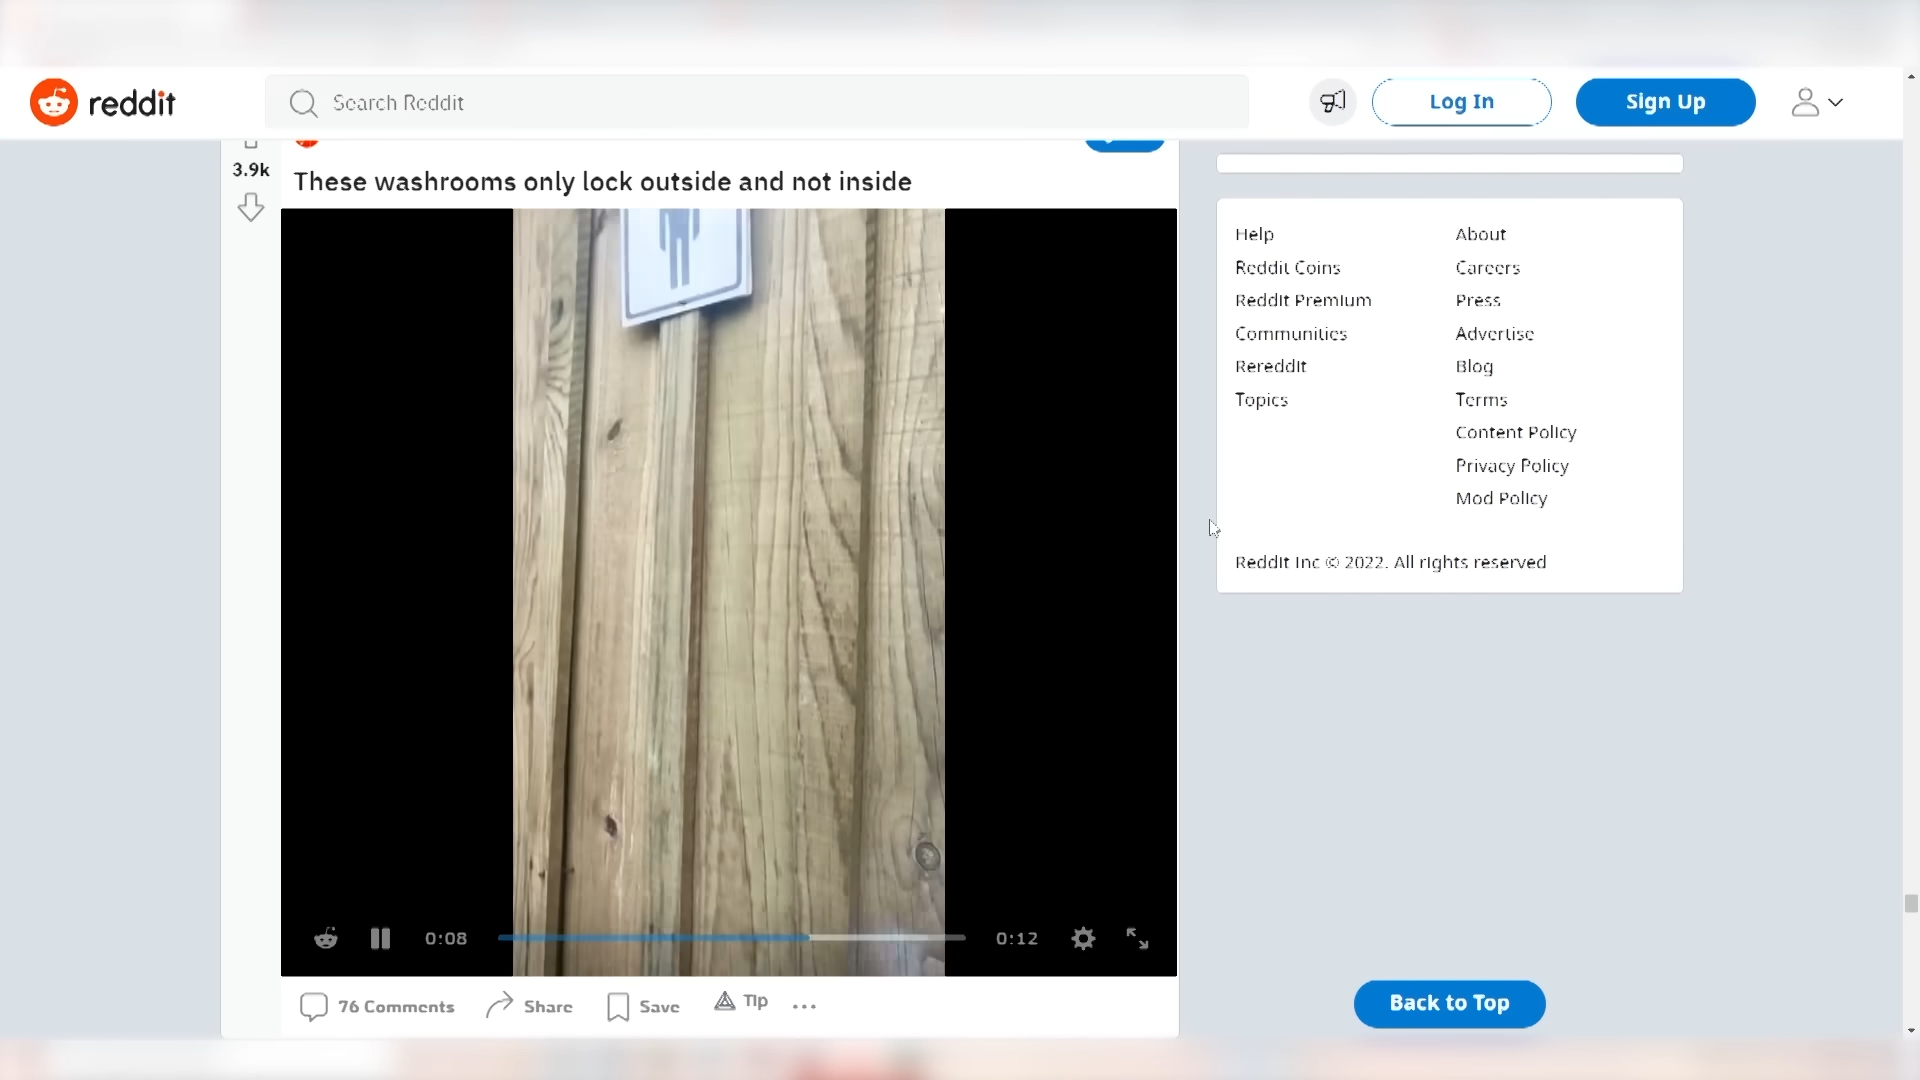 reddit
Search Reddit
Log In
Sign Up
3.9k
These washrooms only lock outside and not inside
Help
About
Reddit Coins
Careers
Reddit Premium
Press
Communities
Advertise
Rereddit
Blog
Topics
Terms
Content Policy
Privacy Policy
Mod Policy
Reddit Inc © 2022. All rights reserved
0:08
0:12
76 Comments
Share
Save
Tip
...
Back to Top